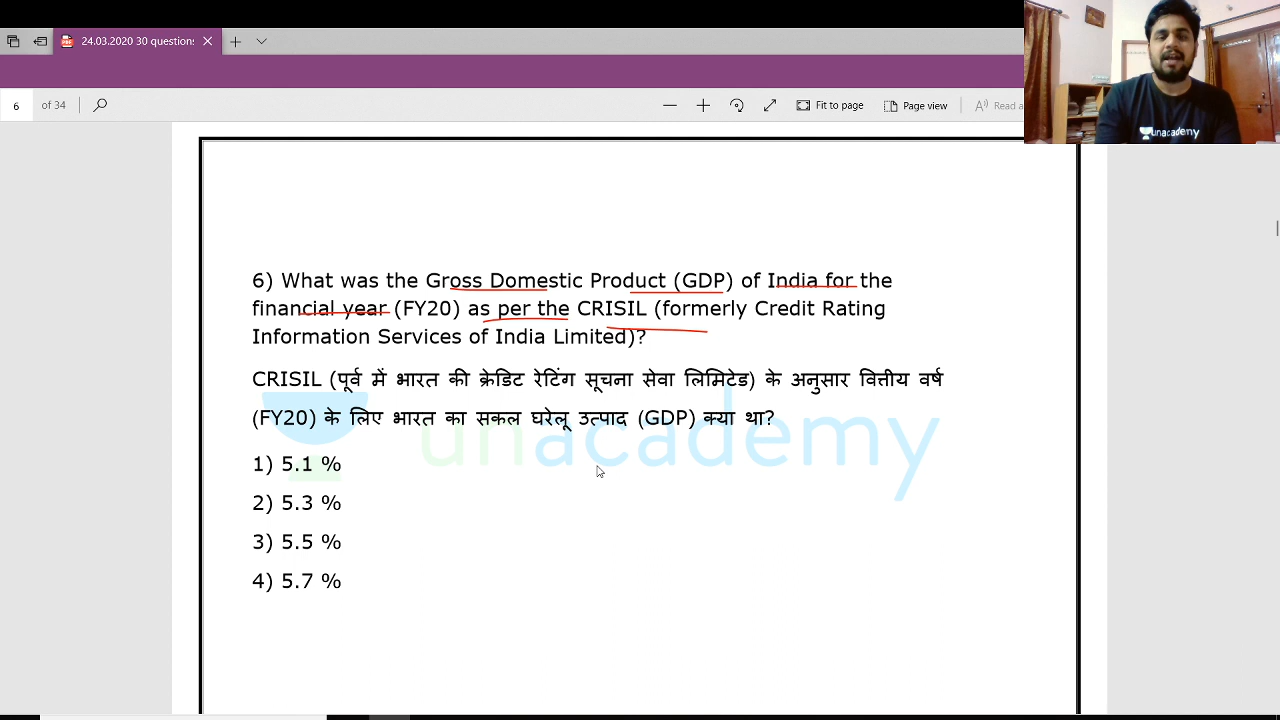 24.03.2020 30 questions
6 of 34
Fit to page
Page view
Read a
unacademy
6) What was the Gross Domestic Product (GDP) of India for the
financial year (FY20) as per the CRISIL (formerly Credit Rating
Information Services of India Limited)?
CRISIL (पूर्व में भारत की क्रेडिट रेटिंग सूचना सेवा लिमिटेड) के अनुसार वित्तीय वर्ष
(FY20) के लिए भारत का सकल घरेलू उत्पाद (GDP) क्या था?
unacademy
1) 5.1 %
2) 5.3 %
3) 5.5 %
4) 5.7 %